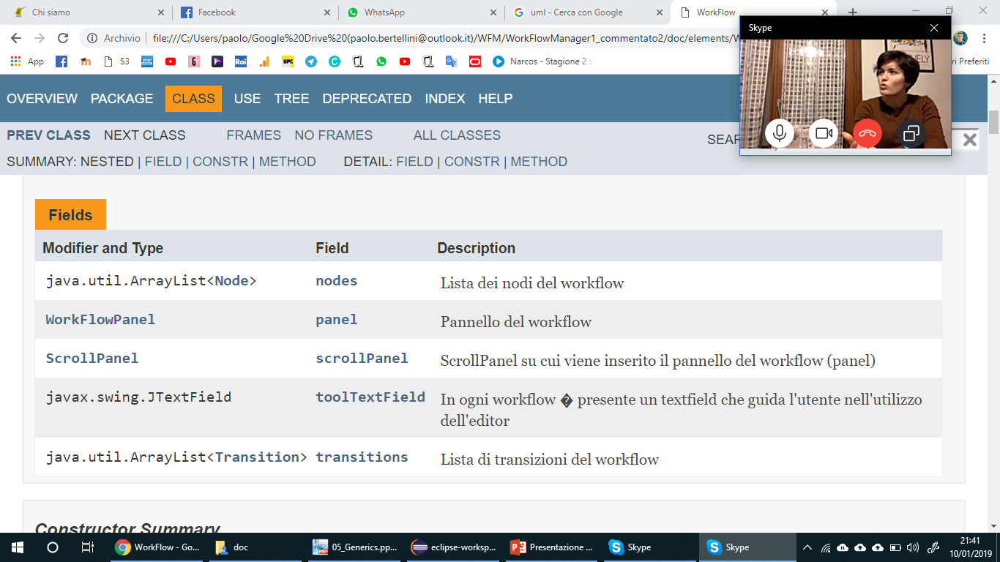 Chi siamo
Facebook
WhatsApp
uml - Cerca con Google
WorkFlow
Archivio
file:///C:/Users/paolo/Google%20Drive%20(paolo.bertellini@outlook.it)/WFM/WorkFlowManager1_commentato2/doc/elements/
App
S3
Rai
UPC
Narcos - Stagione 2 s
ri Preferiti
Skype
OVERVIEW PACKAGE CLASS USE TREE DEPRECATED INDEX HELP
PREV CLASS NEXT CLASS FRAMES NO FRAMES ALL CLASSES
SUMMARY: NESTED | FIELD | CONSTR | METHOD DETAIL: FIELD | CONSTR | METHOD
Fields
Modifier and Type Field Description
java.util.ArrayList<Node> nodes Lista dei nodi del workflow
WorkFlowPanel panel Pannello del workflow
ScrollPanel scrollPanel ScrollPanel su cui viene inserito il pannello del workflow (panel)
javax.swing.JTextField toolTextField In ogni workflow � presente un textfield che guida l'utente nell'utilizzo
dell'editor
java.util.ArrayList<Transition> transitions Lista di transizioni del workflow
Constructor Summary
WorkFlow - Go...
doc
05_Generics.pp...
eclipse-worksp...
Presentazione ...
Skype
Skype
21:41
10/01/2019